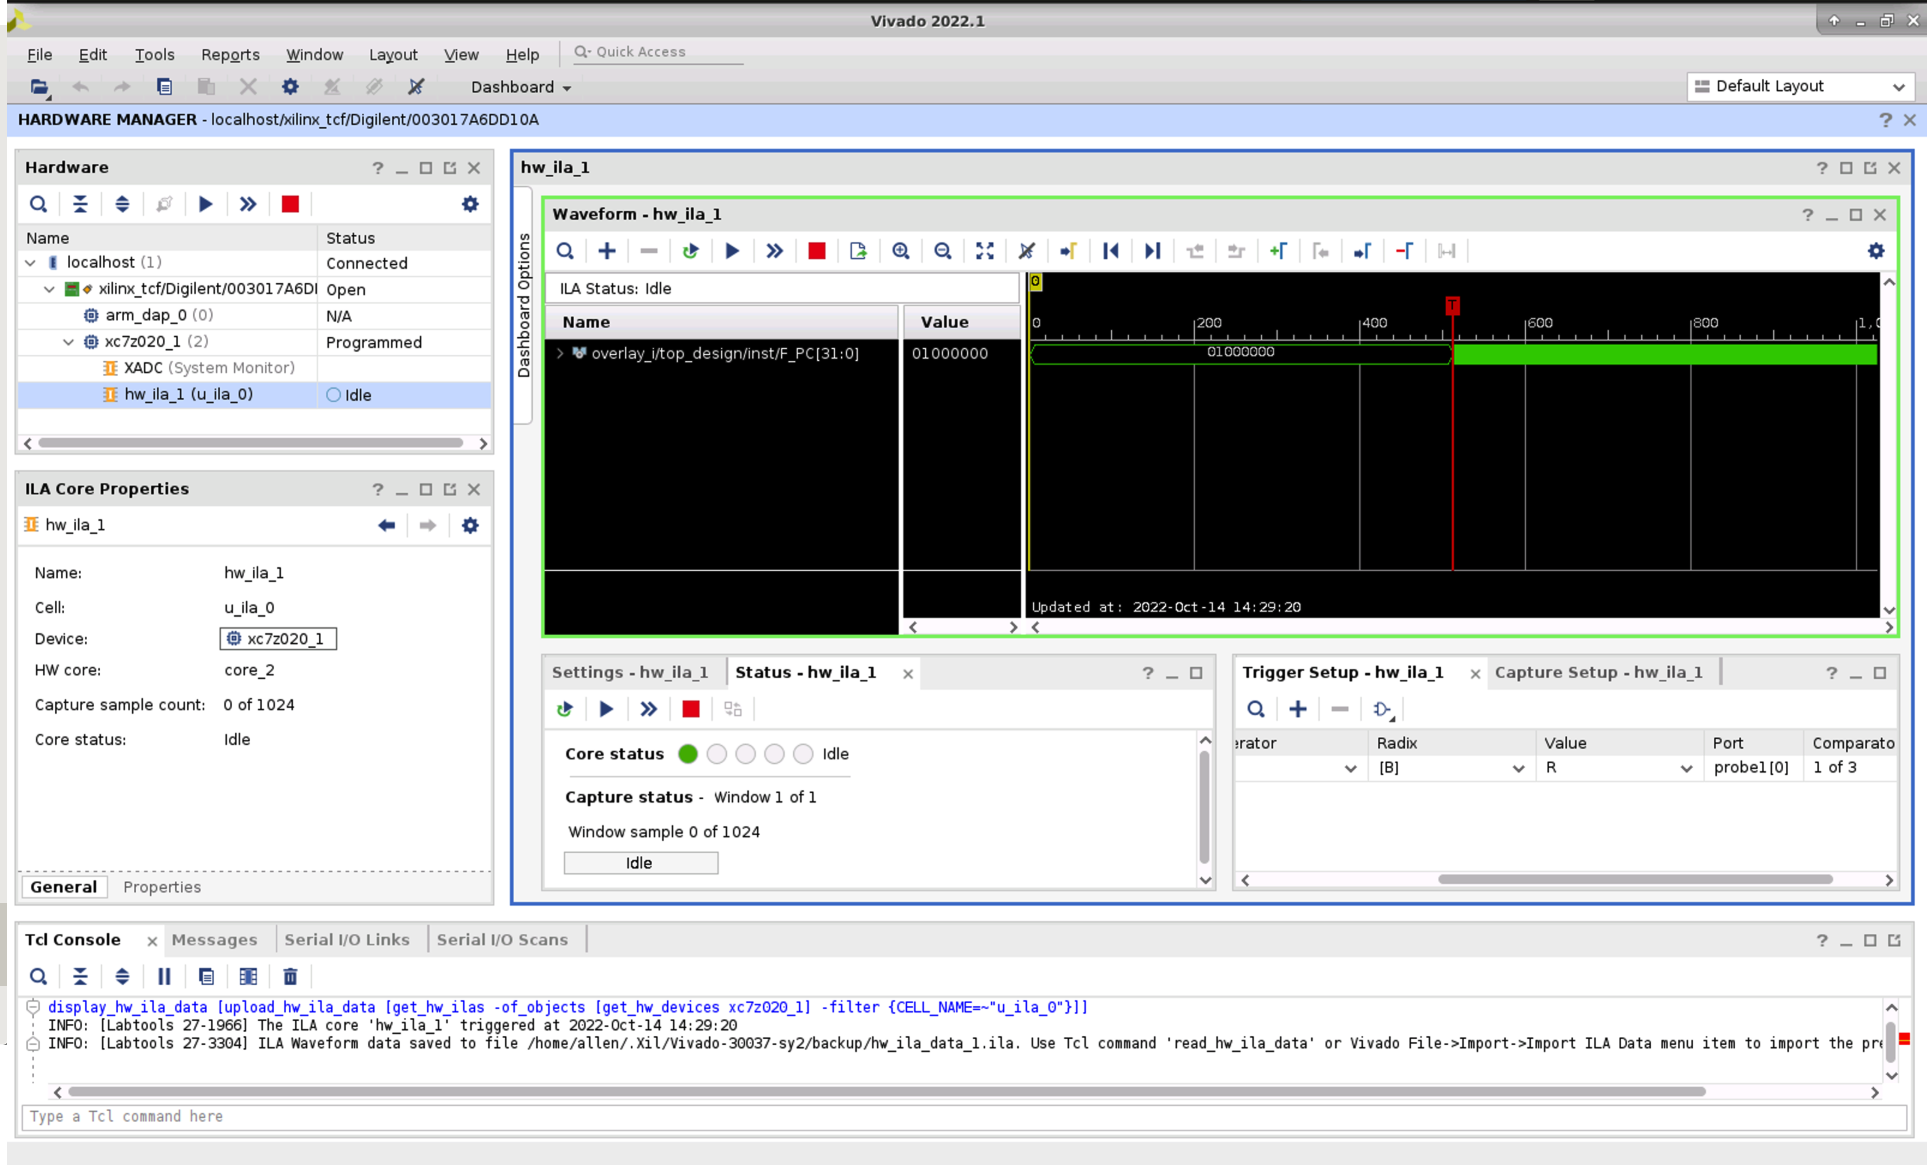 Vivado 2022.1
File Edit Tools Reports Window Layout View Help Quick Access
Dashboard Default Layout
HARDWARE MANAGER - localhost/xilinx_tcf/Digilent/003017A6DD10A
Hardware
Name Status
localhost (1) Connected
xilinx_tcf/Digilent/003017A6D Open
arm_dap_0 (0) N/A
xc7z020_1 (2) Programmed
XADC (System Monitor)
hw_ila_1 (u_ila_0) Idle
ILA Core Properties
hw_ila_1
Name: hw_ila_1
Cell: u_ila_0
Device: xc7z020_1
HW core: core_2
Capture sample count: 0 of 1024
Core status: Idle
General Properties
hw_ila_1
Dashboard Options
Waveform - hw_ila_1
ILA Status: Idle
Name Value
overlay_i/top_design/inst/F_PC[31:0] 01000000
0
T
0 200 400 600 800 1,0
01000000
Updated at: 2022-Oct-14 14:29:20
Settings - hw_ila_1 Status - hw_ila_1
Core status Idle
Capture status - Window 1 of 1
Window sample 0 of 1024
Idle
Trigger Setup - hw_ila_1 Capture Setup - hw_ila_1
erator Radix Value Port Comparato
[B] R probe1[0] 1 of 3
Tcl Console Messages Serial I/O Links Serial I/O Scans
display_hw_ila_data [upload_hw_ila_data [get_hw_ilas -of_objects [get_hw_devices xc7z020_1] -filter {CELL_NAME=~"u_ila_0"}]]
INFO: [Labtools 27-1966] The ILA core 'hw_ila_1' triggered at 2022-Oct-14 14:29:20
INFO: [Labtools 27-3304] ILA Waveform data saved to file /home/allen/.Xil/Vivado-30037-sy2/backup/hw_ila_data_1.ila. Use Tcl command 'read_hw_ila_data' or Vivado File->Import->Import ILA Data menu item to import the pre
Type a Tcl command here